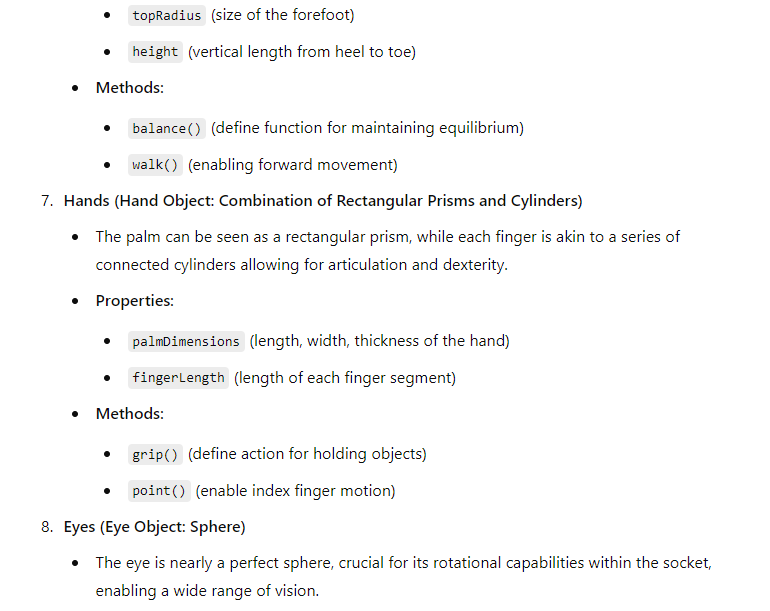 • topRadius (size of the forefoot)
• height (vertical length from heel to toe)
• Methods:
• balance() (define function for maintaining equilibrium)
• walk() (enabling forward movement)
7. Hands (Hand Object: Combination of Rectangular Prisms and Cylinders)
• The palm can be seen as a rectangular prism, while each finger is akin to a series of
connected cylinders allowing for articulation and dexterity.
• Properties:
• palmDimensions (length, width, thickness of the hand)
• fingerLength (length of each finger segment)
• Methods:
• grip() (define action for holding objects)
• point() (enable index finger motion)
8. Eyes (Eye Object: Sphere)
• The eye is nearly a perfect sphere, crucial for its rotational capabilities within the socket,
enabling a wide range of vision.